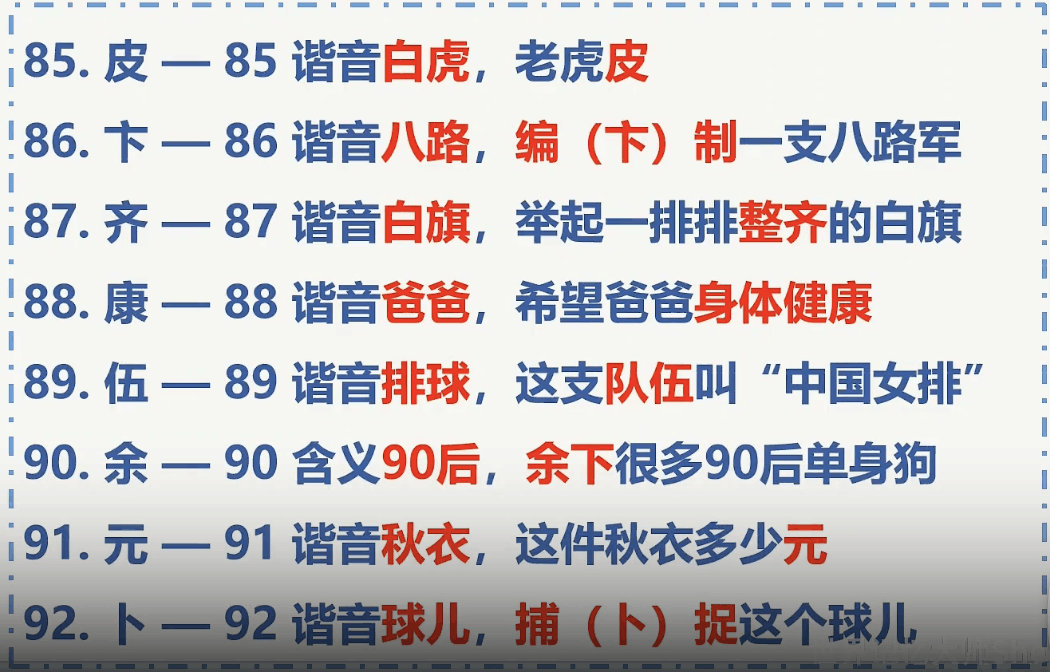 85. 皮 — 85 谐音白虎，老虎皮
86. 卞 — 86 谐音八路，编（卞）制一支八路军
87. 齐 — 87 谐音白旗，举起一排排整齐的白旗
88. 康 — 88 谐音爸爸，希望爸爸身体健康
89. 伍 — 89 谐音排球，这支队伍叫“中国女排”
90. 余 — 90 含义90后，余下很多90后单身狗
91. 元 — 91 谐音秋衣，这件秋衣多少元
92. 卜 — 92 谐音球儿，捕（卜）捉这个球儿